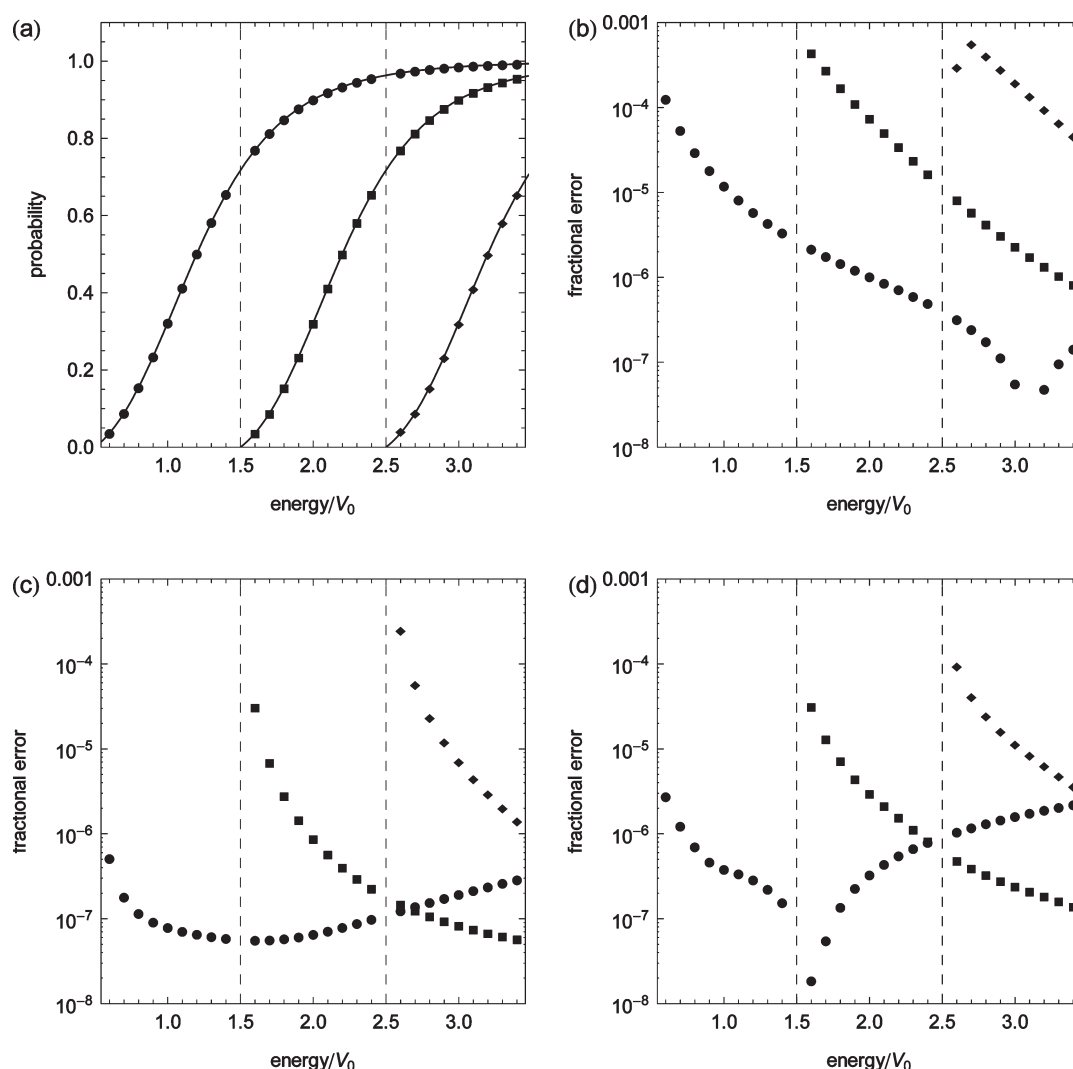 (a)
1.0
0.8
0.6
0.4
0.2
0.0
probability
1.0 1.5 2.0 2.5 3.0
energy/V₀
(b)
0.001
10⁻⁴
10⁻⁵
10⁻⁶
10⁻⁷
10⁻⁸
fractional error
1.0 1.5 2.0 2.5 3.0
energy/V₀
(c)
0.001
10⁻⁴
10⁻⁵
10⁻⁶
10⁻⁷
10⁻⁸
fractional error
1.0 1.5 2.0 2.5 3.0
energy/V₀
(d)
0.001
10⁻⁴
10⁻⁵
10⁻⁶
10⁻⁷
10⁻⁸
fractional error
1.0 1.5 2.0 2.5 3.0
energy/V₀